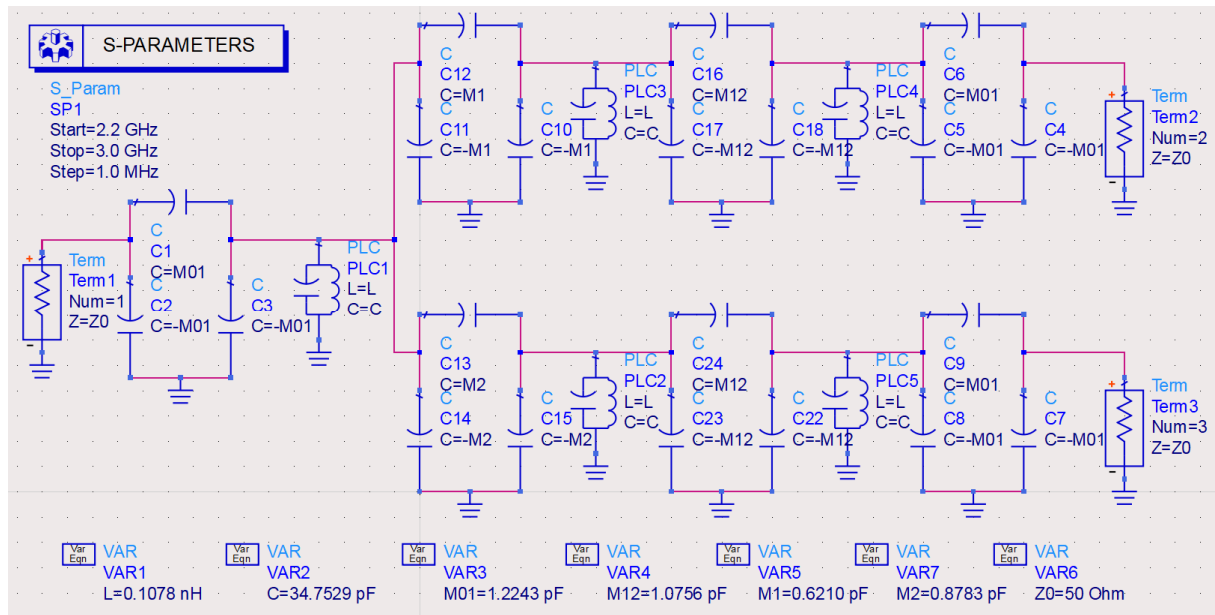 S-PARAMETERS
S_Param
SP1
Start=2.2 GHz
Stop=3.0 GHz
Step=1.0 MHz
Term
Term1
Num=1
Z=Z0
C
C1
C=M01
C
C2
C=-M01
C
C3
C=-M01
PLC
PLC1
L=L
C=C
C
C12
C=M1
C
C11
C=-M1
C
C10
C=-M1
PLC
PLC3
L=L
C=C
C
C16
C=M12
C
C17
C=-M12
C
C18
C=-M12
PLC
PLC4
L=L
C=C
C
C6
C=M01
C
C5
C=-M01
C
C4
C=-M01
Term
Term2
Num=2
Z=Z0
C
C13
C=M2
C
C14
C=-M2
C
C15
C=-M2
PLC
PLC2
L=L
C=C
C
C24
C=M12
C
C23
C=-M12
C
C22
C=-M12
PLC
PLC5
L=L
C=C
C
C9
C=M01
C
C8
C=-M01
C
C7
C=-M01
Term
Term3
Num=3
Z=Z0
Var
Eqn
VAR
VAR1
L=0.1078 nH
Var
Eqn
VAR
VAR2
C=34.7529 pF
Var
Eqn
VAR
VAR3
M01=1.2243 pF
Var
Eqn
VAR
VAR4
M12=1.0756 pF
Var
Eqn
VAR
VAR5
M1=0.6210 pF
Var
Eqn
VAR
VAR7
M2=0.8783 pF
Var
Eqn
VAR
VAR6
Z0=50 Ohm